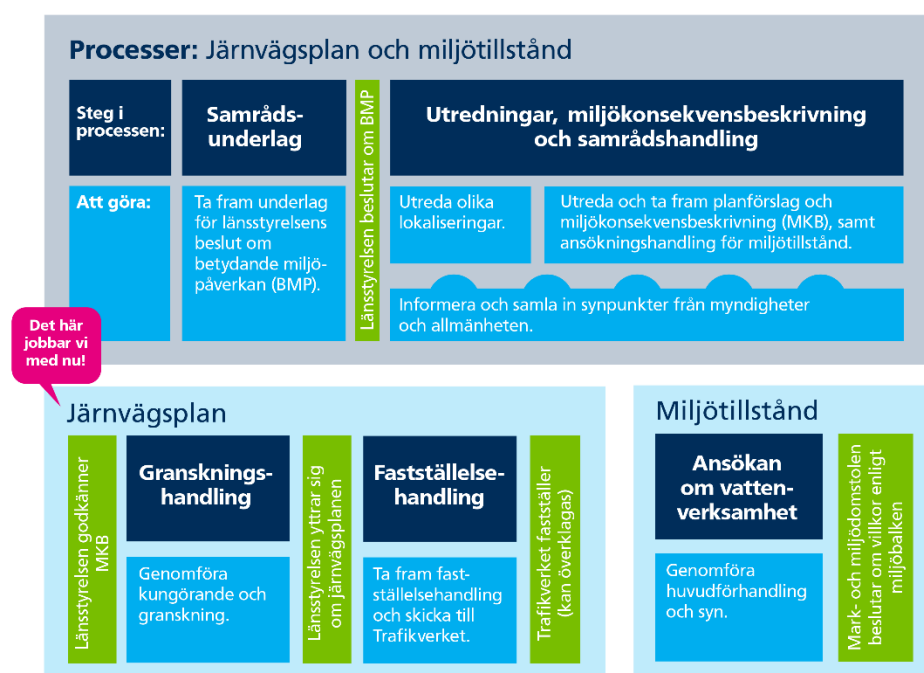 Processer: Järnvägsplan och miljötillstånd
Steg i
processen:
Samråds-
underlag
Länsstyrelsen beslutar om BMP
Utredningar, miljökonsekvensbeskrivning
och samrådshandling
Att göra:
Ta fram underlag
för länsstyrelsens
beslut om
betydande miljö-
påverkan (BMP).
Utreda olika
lokaliseringar.
Utreda och ta fram planförslag och
miljökonsekvensbeskrivning (MKB), samt
ansökningshandling för miljötillstånd.
Informera och samla in synpunkter från myndigheter
och allmänheten.
Det här
jobbar vi
med nu!
Järnvägsplan
Länsstyrelsen godkänner
MKB
Gransknings-
handling
Genomföra
kungörande och
granskning.
Länsstyrelsen yttrar sig
om järnvägsplanen
Fastställelse-
handling
Ta fram fast-
ställelsehandling
och skicka till
Trafikverket.
Trafikverket fastställer
(kan överklagas)
Miljötillstånd
Ansökan
om vatten-
verksamhet
Genomföra
huvudförhandling
och syn.
Mark- och miljödomstolen
beslutar om villkor enligt
miljöbalken